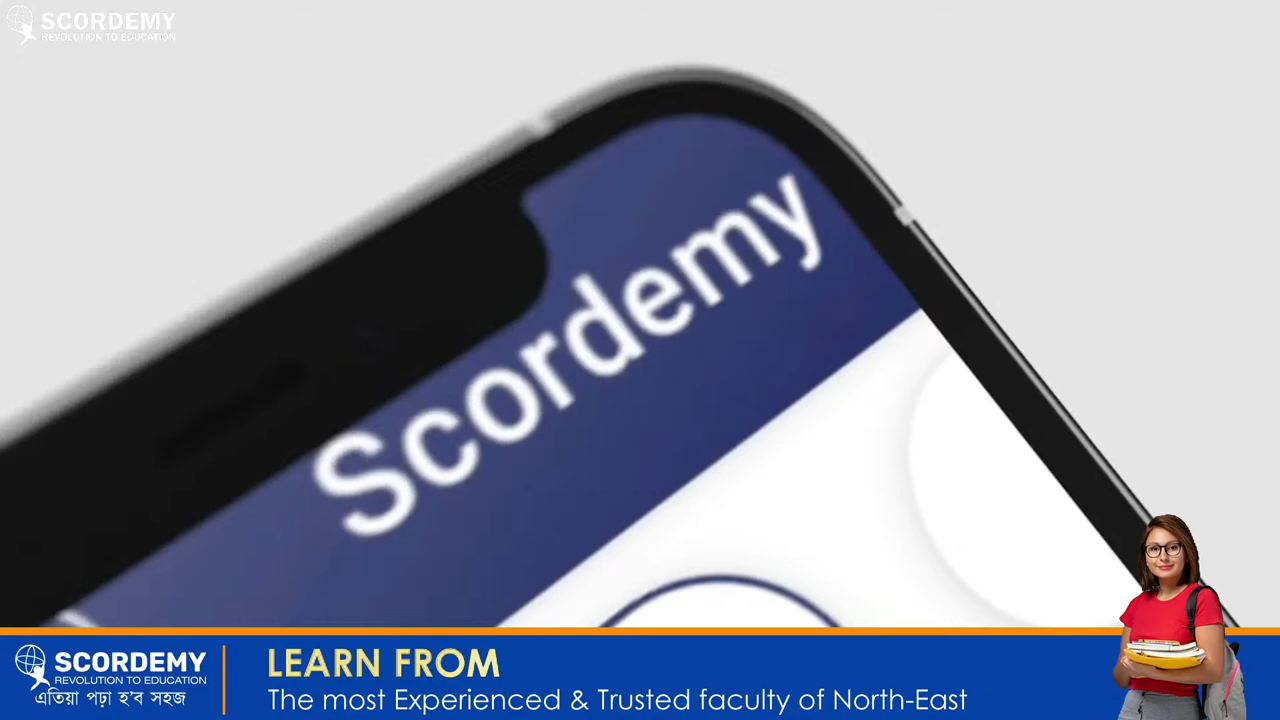 SCORDEMY
REVOLUTION TO EDUCATION
Scordemy
SCORDEMY
REVOLUTION TO EDUCATION
এতিয়া পঢ়া হ'ব সহজ
LEARN FROM
The most Experienced & Trusted faculty of North-East